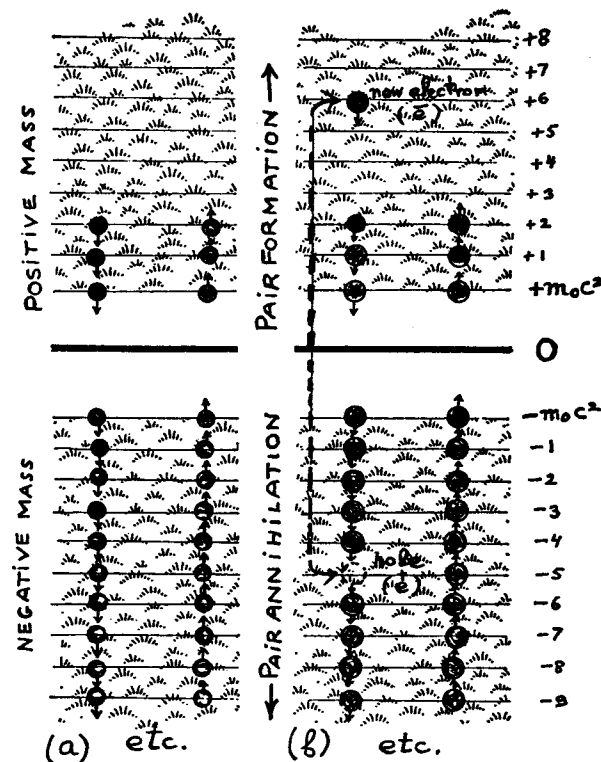 POSITIVE MASS
NEGATIVE MASS
PAIR FORMATION →
← PAIR ANNIHILATION
new electron
(ē)
hole
(e⁺)
+8
+7
+6
+5
+4
+3
+2
+1
+m₀c²
0
-m₀c²
-1
-2
-3
-4
-5
-6
-7
-8
-9
(a) etc.
(b) etc.